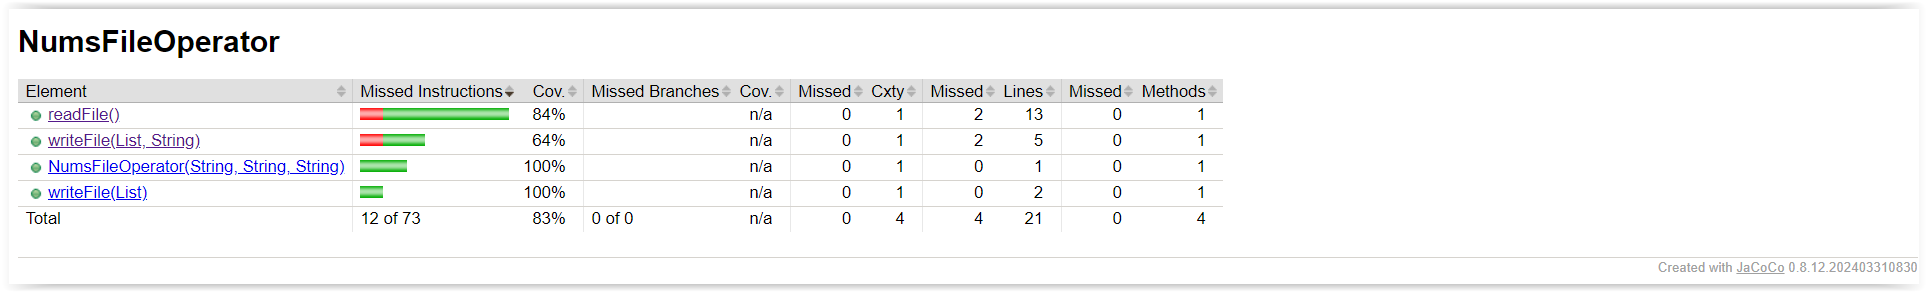 NumsFileOperator
Element Missed Instructions Cov. Missed Branches Cov. Missed Cxty Missed Lines Missed Methods
readFile() 84% n/a 0 1 2 13 0 1
writeFile(List, String) 64% n/a 0 1 2 5 0 1
NumsFileOperator(String, String, String) 100% n/a 0 1 0 1 0 1
writeFile(List) 100% n/a 0 1 0 2 0 1
Total 12 of 73 83% 0 of 0 n/a 0 4 4 21 0 4
Created with JaCoCo 0.8.12.202403310830